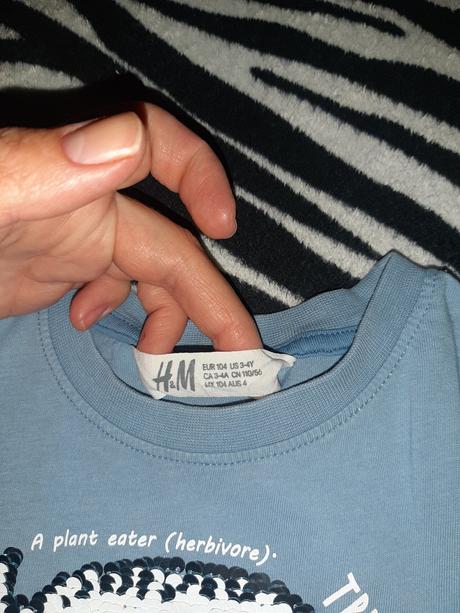 H&M
EUR 104 US 3-4Y
CA 3-4A CN 110/56
MX 104 AUS 4
A plant eater (herbivore).